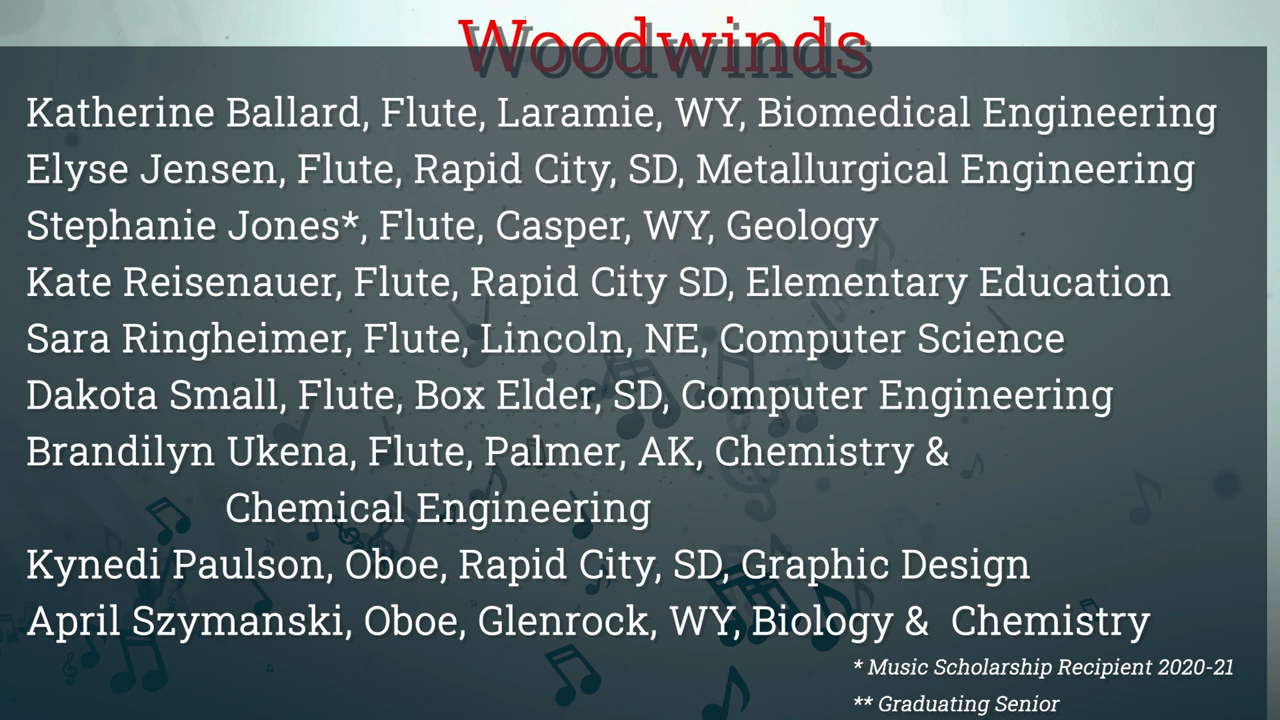 Woodwinds
Katherine Ballard, Flute, Laramie, WY, Biomedical Engineering
Elyse Jensen, Flute, Rapid City, SD, Metallurgical Engineering
Stephanie Jones*, Flute, Casper, WY, Geology
Kate Reisenauer, Flute, Rapid City SD, Elementary Education
Sara Ringheimer, Flute, Lincoln, NE, Computer Science
Dakota Small, Flute, Box Elder, SD, Computer Engineering
Brandilyn Ukena, Flute, Palmer, AK, Chemistry &
Chemical Engineering
Kynedi Paulson, Oboe, Rapid City, SD, Graphic Design
April Szymanski, Oboe, Glenrock, WY, Biology & Chemistry
* Music Scholarship Recipient 2020-21
** Graduating Senior